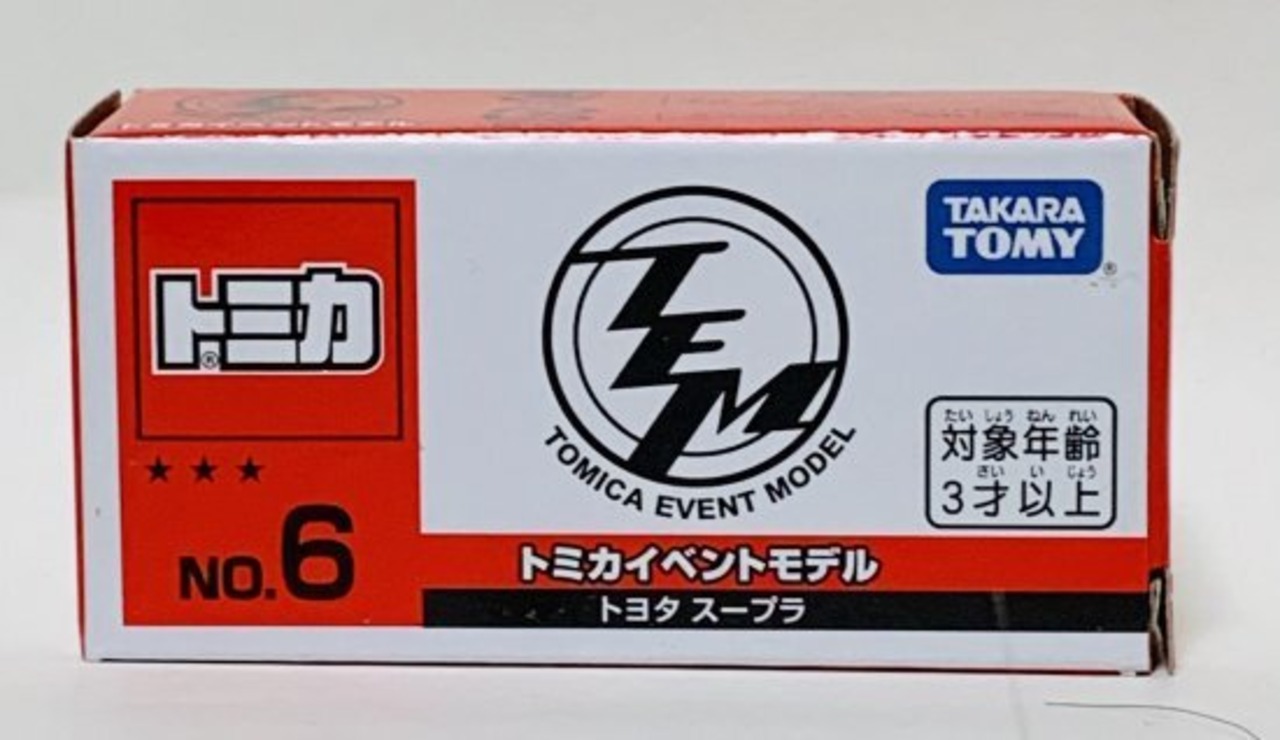 トミカ®
★★★
NO.6
TEM
TOMICA EVENT MODEL
TAKARA
TOMY®
たいしょうねんれい
対象年齢
さいいじょう
3才以上
トミカイベントモデル
トヨタ スープラ